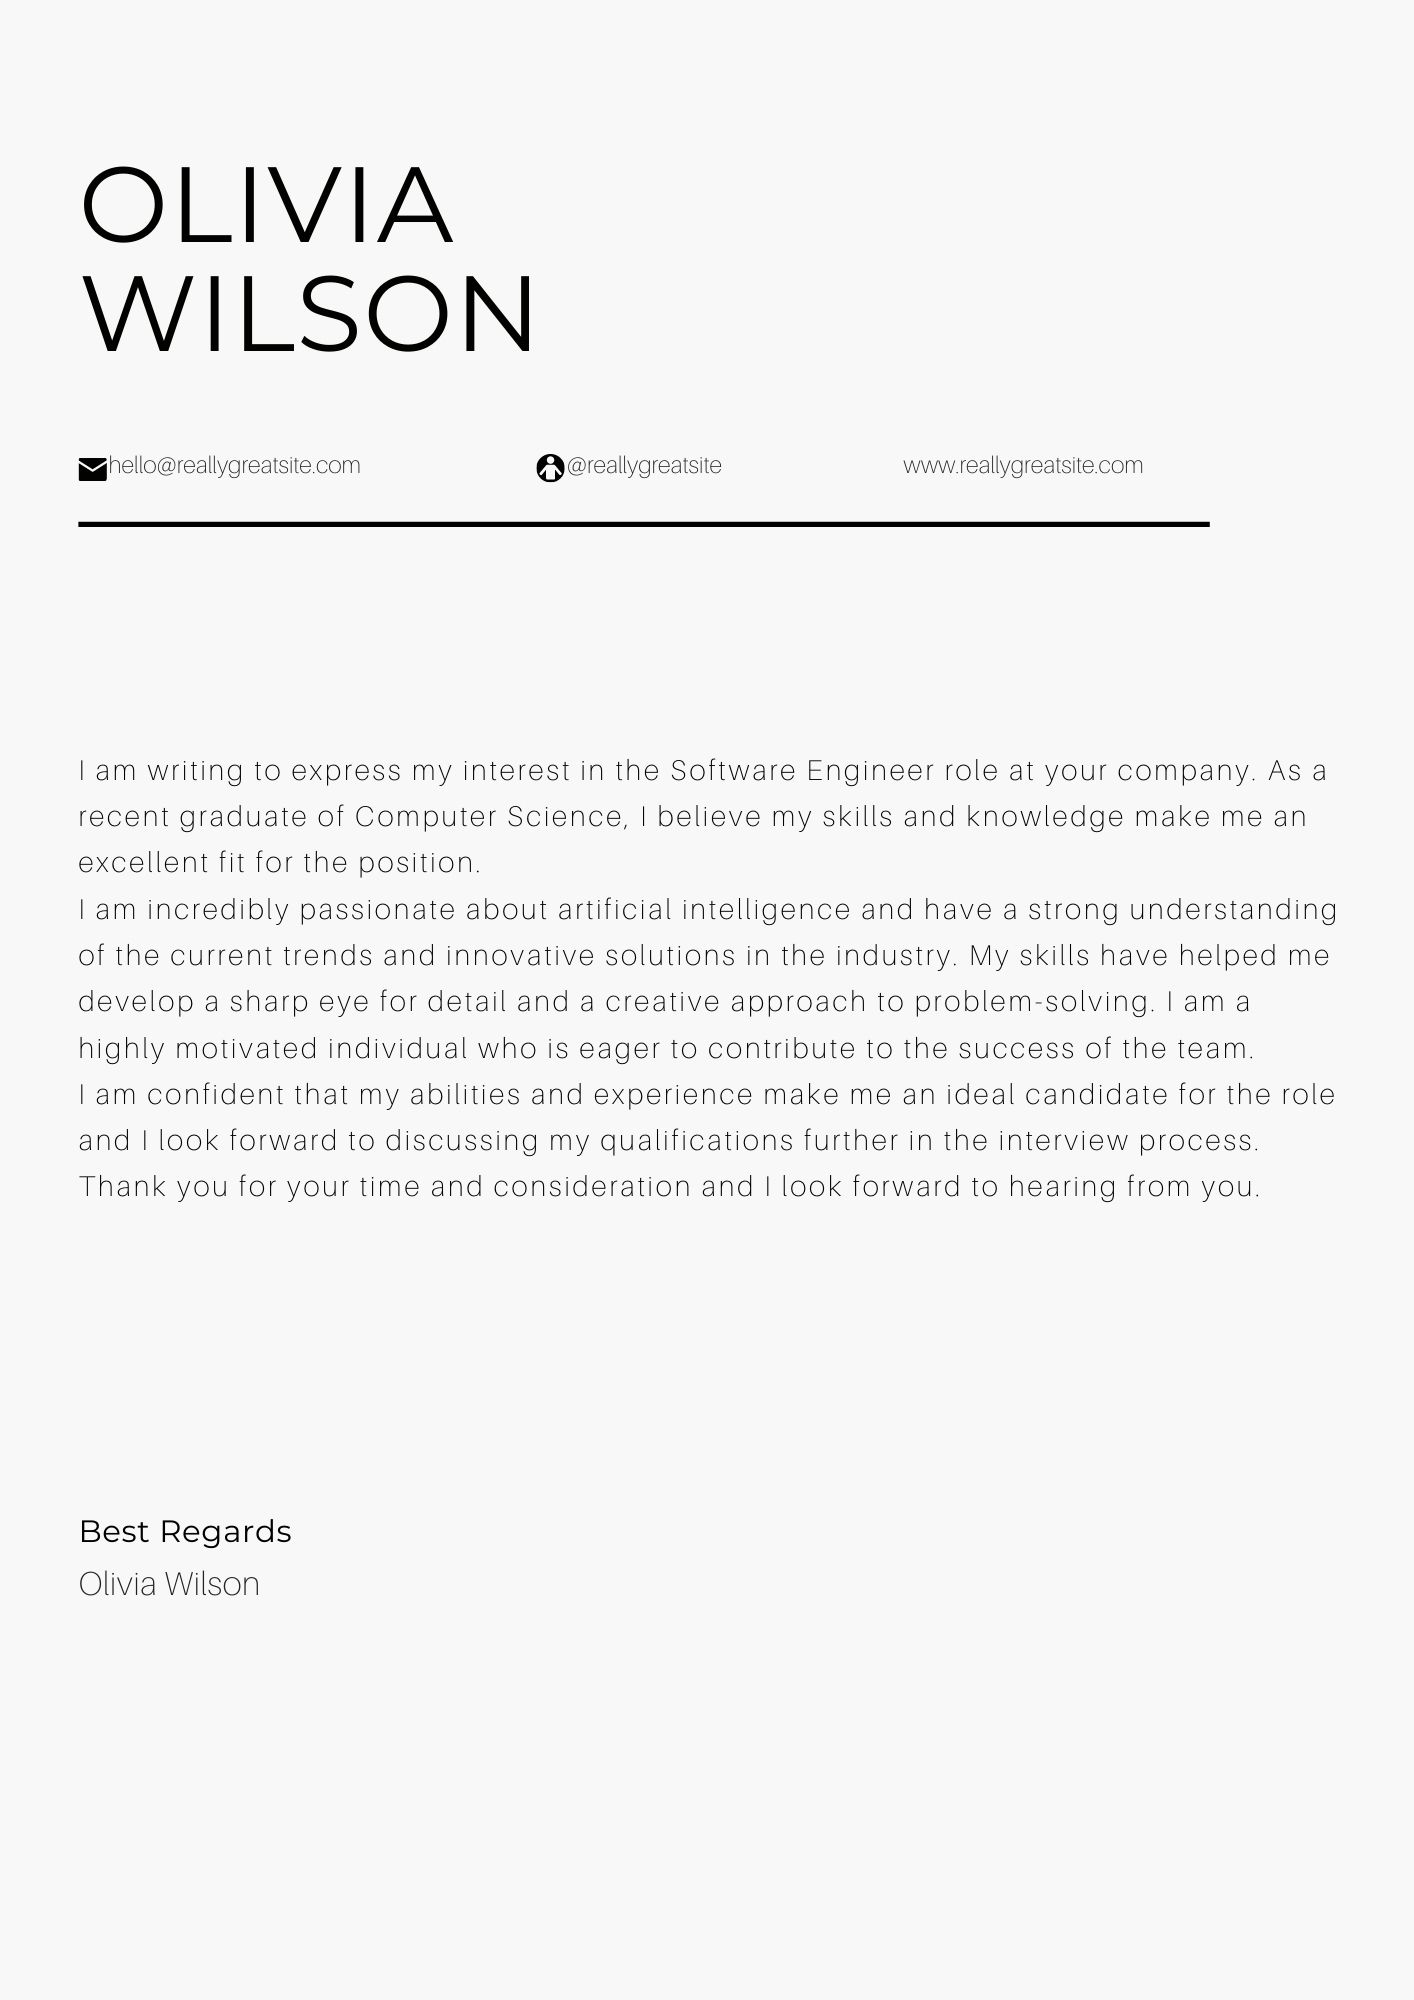 OLIVIA
WILSON
hello@reallygreatsite.com @reallygreatsite www.reallygreatsite.com
I am writing to express my interest in the Software Engineer role at your company. As a
recent graduate of Computer Science, I believe my skills and knowledge make me an
excellent fit for the position.
I am incredibly passionate about artificial intelligence and have a strong understanding
of the current trends and innovative solutions in the industry. My skills have helped me
develop a sharp eye for detail and a creative approach to problem-solving. I am a
highly motivated individual who is eager to contribute to the success of the team.
I am confident that my abilities and experience make me an ideal candidate for the role
and I look forward to discussing my qualifications further in the interview process.
Thank you for your time and consideration and I look forward to hearing from you.
Best Regards
Olivia Wilson